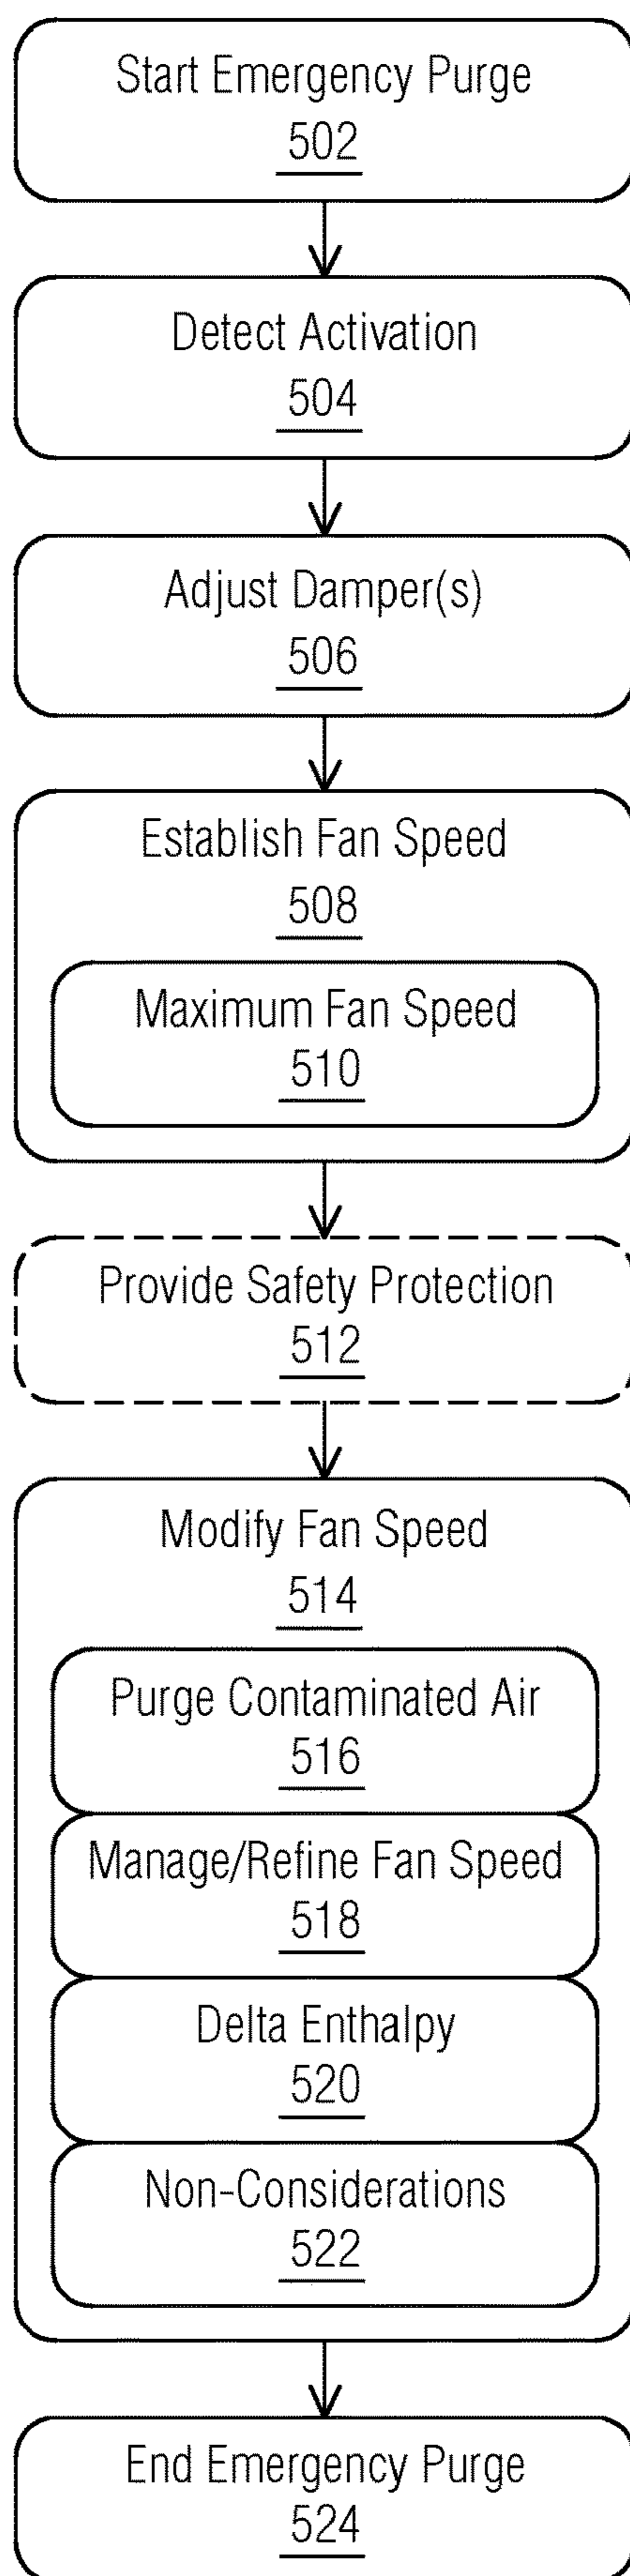 Start Emergency Purge
502
Detect Activation
504
Adjust Damper(s)
506
Establish Fan Speed
508
Maximum Fan Speed
510
Provide Safety Protection
512
Modify Fan Speed
514
Purge Contaminated Air
516
Manage/Refine Fan Speed
518
Delta Enthalpy
520
Non-Considerations
522
End Emergency Purge
524